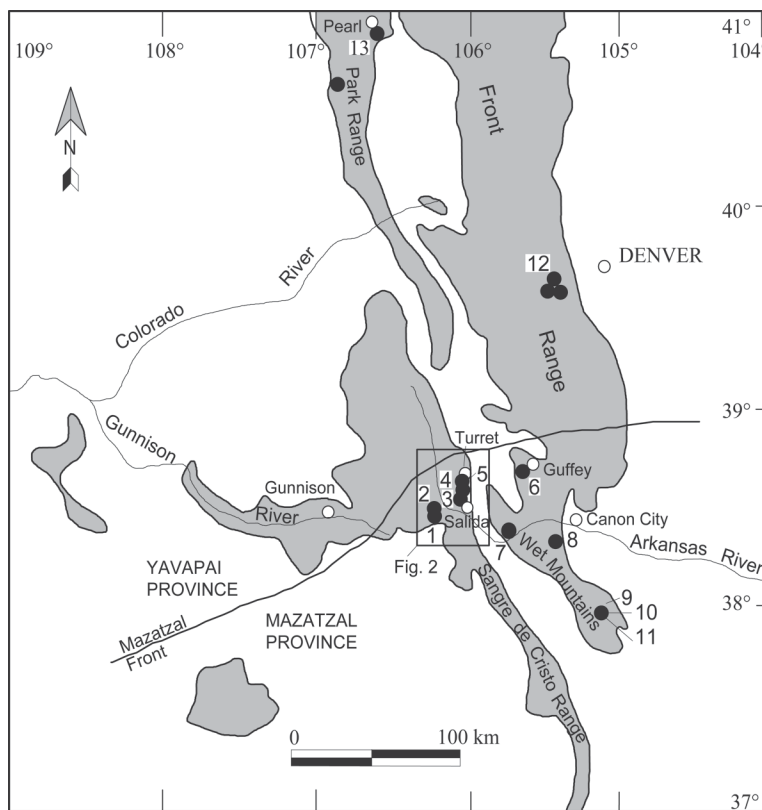 109°
108°
107°
106°
105°
104°
41°
Pearl
13
Park Range
Front
N
40°
12
DENVER
Colorado
River
Range
39°
Turret
Gunnison
Gunnison
River
4
5
3
2
1
Salida
Guffey
6
Canon City
7
8
Arkansas River
Fig. 2
Wet Mountains
9
10
11
38°
YAVAPAI
PROVINCE
MAZATZAL
PROVINCE
Mazatzal
Front
Sangre de Cristo Range
0
100 km
37°